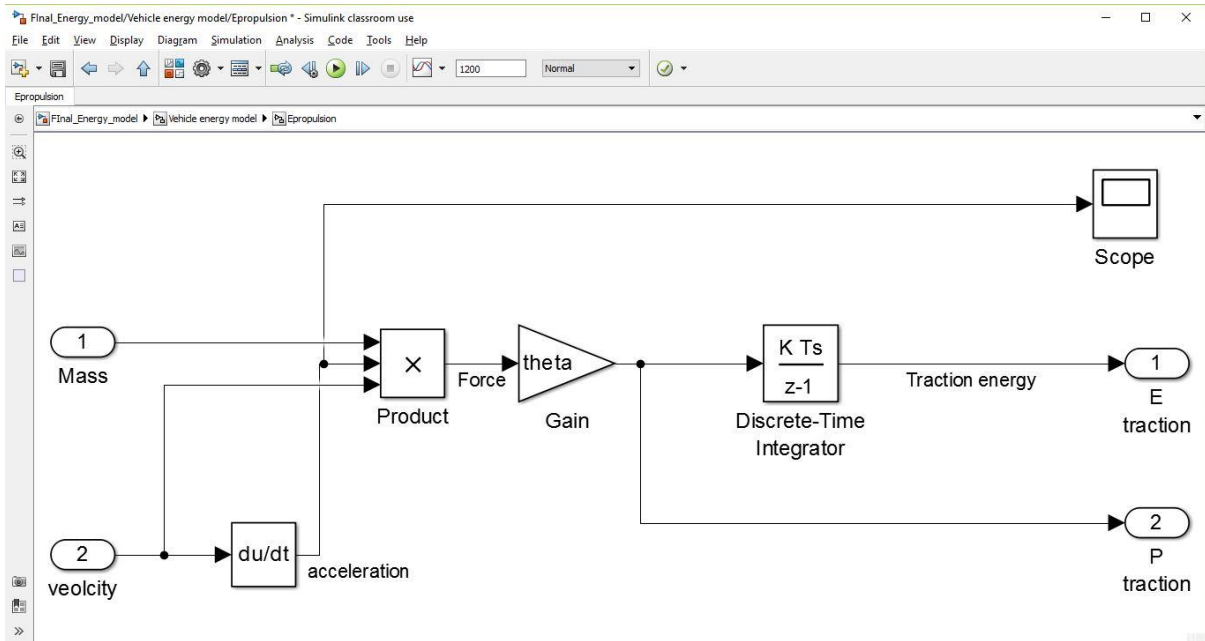 FInal_Energy_model/Vehicle energy model/Epropulsion * - Simulink classroom use
File Edit View Display Diagram Simulation Analysis Code Tools Help
1200 Normal
Epropulsion
FInal_Energy_model Vehicle energy model Epropulsion
Scope
1
Mass
×
Product
Force
theta
Gain
K Ts
z-1
Discrete-Time
Integrator
Traction energy
1
E
traction
2
veolcity
du/dt
acceleration
2
P
traction